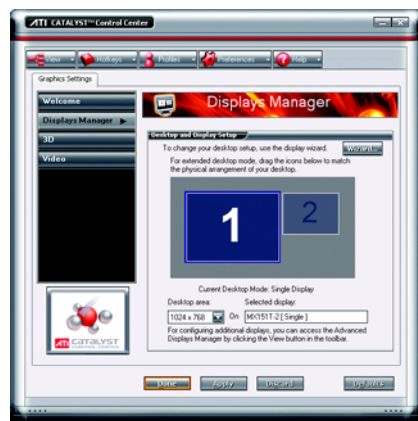 ATI CATALYST™ Control Center
View
Hotkeys
Profiles
Preferences
Help
Graphics Settings
Welcome
Displays Manager
3D
Video
Displays Manager
Desktop and Display Setup
To change your desktop setup, use the display wizard.
Wizard...
For extended desktop mode, drag the icons below to match
the physical arrangement of your desktop.
1
2
Current Desktop Mode: Single Display
Desktop area:
Selected display:
1024 x 768
On
MX151T-2 [ Single ]
For configuring additional displays, you can access the Advanced
Displays Manager by clicking the View button in the toolbar.
ATI CATALYST
CONTROL CENTER
Done
Apply
Discard
Defaults